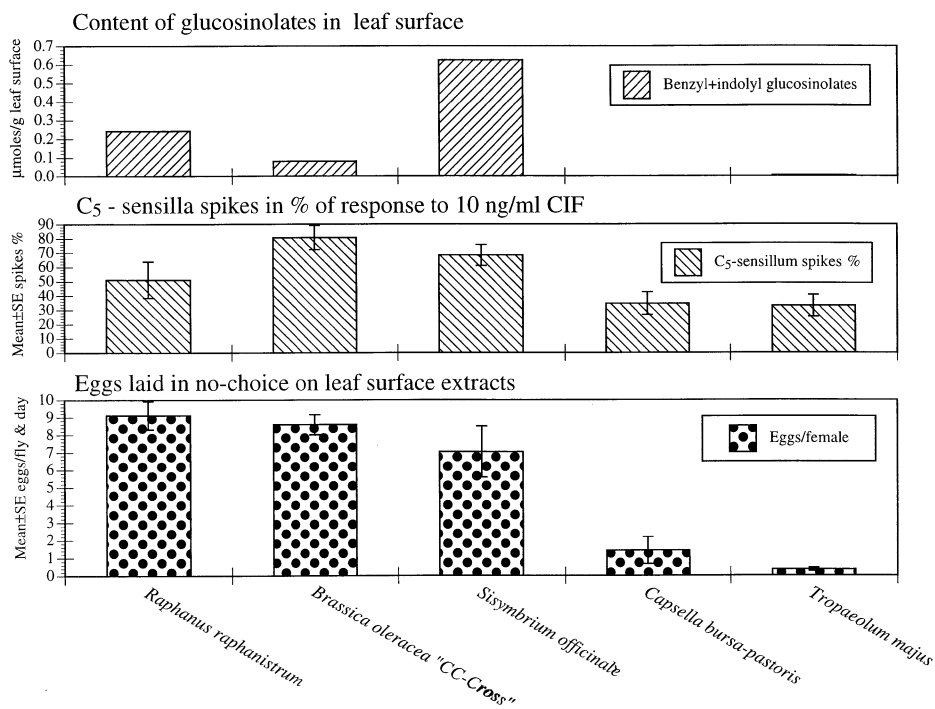 Content of glucosinolates in leaf surface
µmoles/g leaf surface
0.7
0.6
0.5
0.4
0.3
0.2
0.1
0.0
Benzyl+indolyl glucosinolates
C5 - sensilla spikes in % of response to 10 ng/ml CIF
Mean±SE spikes %
90
80
70
60
50
40
30
20
10
0
C5-sensillum spikes %
Eggs laid in no-choice on leaf surface extracts
Mean±SE eggs/fly & day
10
9
8
7
6
5
4
3
2
1
0
Eggs/female
Raphanus raphanistrum
Brassica oleracea "CC-Cross"
Sisymbrium officinale
Capsella bursa-pastoris
Tropaeolum majus